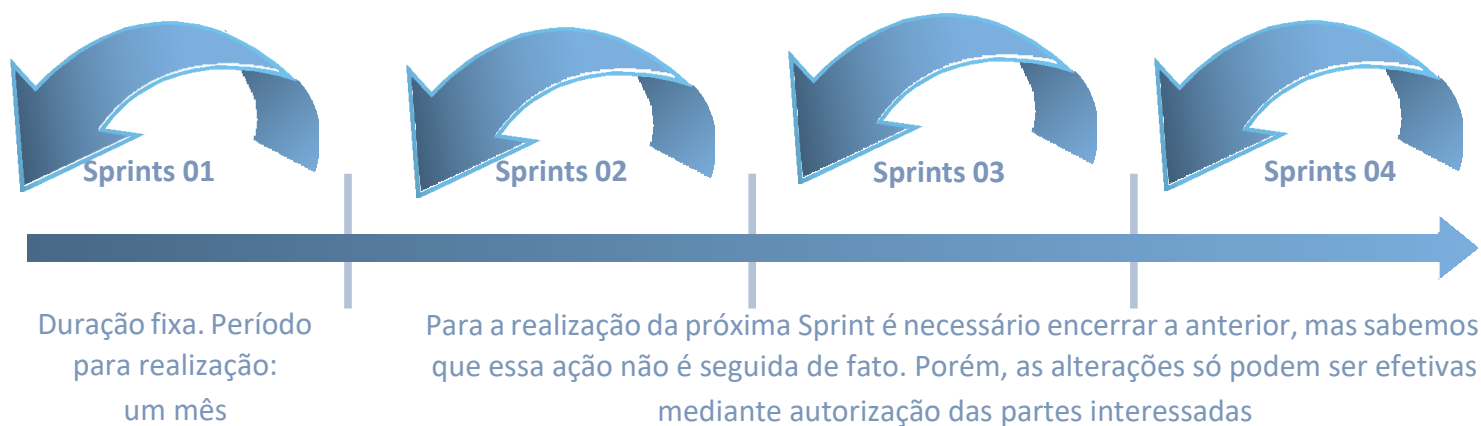 Sprints 01
Sprints 02
Sprints 03
Sprints 04
Duração fixa. Período
para realização:
um mês
Para a realização da próxima Sprint é necessário encerrar a anterior, mas sabemos
que essa ação não é seguida de fato. Porém, as alterações só podem ser efetivas
mediante autorização das partes interessadas